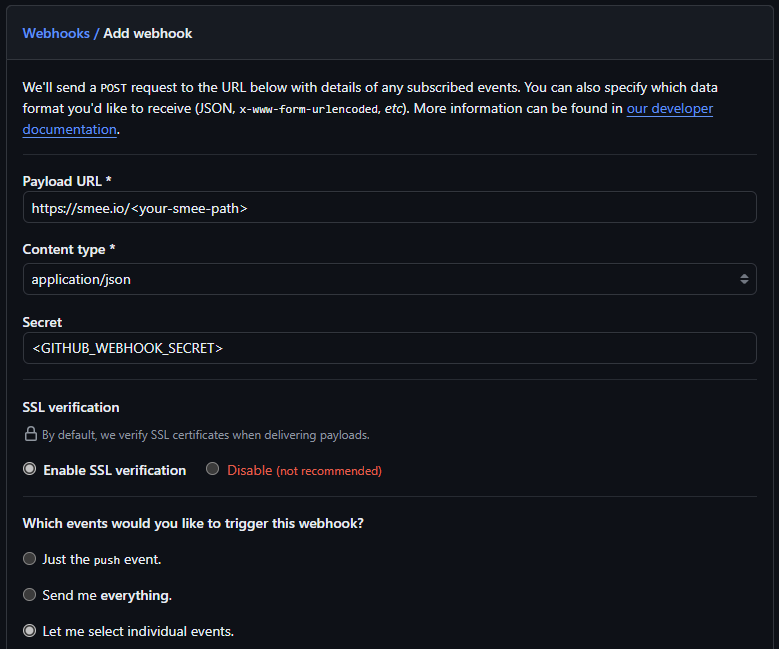 Webhooks / Add webhook
We'll send a POST request to the URL below with details of any subscribed events. You can also specify which data
format you'd like to receive (JSON, x-www-form-urlencoded, etc). More information can be found in our developer
documentation.
Payload URL *
https://smee.io/<your-smee-path>
Content type *
application/json
Secret
<GITHUB_WEBHOOK_SECRET>
SSL verification
By default, we verify SSL certificates when delivering payloads.
Enable SSL verification Disable (not recommended)
Which events would you like to trigger this webhook?
Just the push event.
Send me everything.
Let me select individual events.